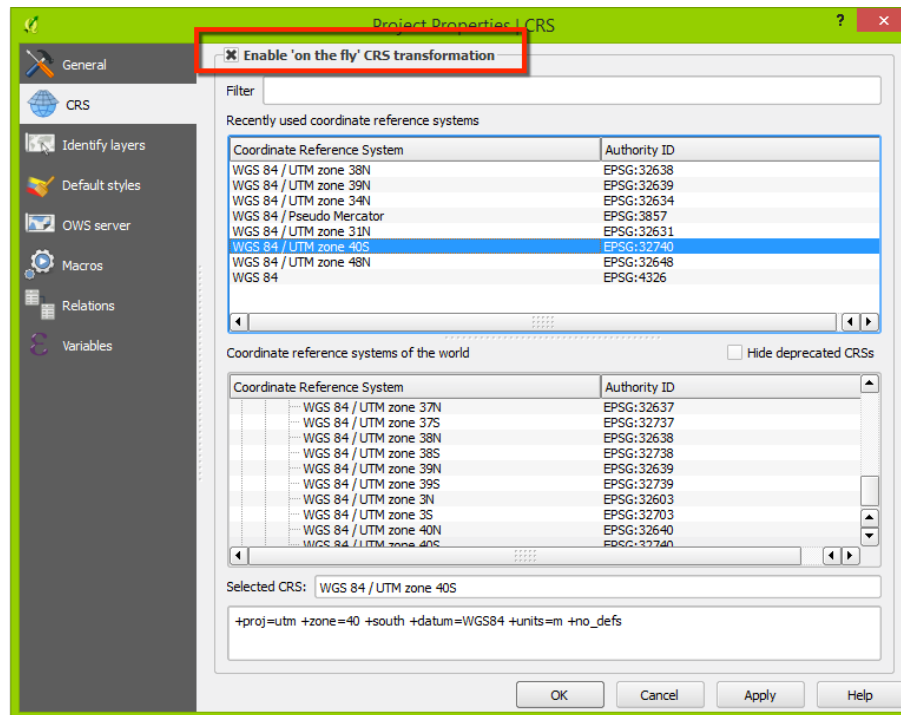 Project Properties | CRS ?
General
CRS
Identify layers
Default styles
OWS server
Macros
Relations
Variables
Enable 'on the fly' CRS transformation
Filter
Recently used coordinate reference systems
Coordinate Reference System Authority ID
WGS 84 / UTM zone 38N EPSG:32638
WGS 84 / UTM zone 39N EPSG:32639
WGS 84 / UTM zone 34N EPSG:32634
WGS 84 / Pseudo Mercator EPSG:3857
WGS 84 / UTM zone 31N EPSG:32631
WGS 84 / UTM zone 40S EPSG:32740
WGS 84 / UTM zone 48N EPSG:32648
WGS 84 EPSG:4326
Coordinate reference systems of the world Hide deprecated CRSs
Coordinate Reference System Authority ID
WGS 84 / UTM zone 37N EPSG:32637
WGS 84 / UTM zone 37S EPSG:32737
WGS 84 / UTM zone 38N EPSG:32638
WGS 84 / UTM zone 38S EPSG:32738
WGS 84 / UTM zone 39N EPSG:32639
WGS 84 / UTM zone 39S EPSG:32739
WGS 84 / UTM zone 3N EPSG:32603
WGS 84 / UTM zone 3S EPSG:32703
WGS 84 / UTM zone 40N EPSG:32640
WGS 84 / UTM zone 40S EPSG:32740
Selected CRS: WGS 84 / UTM zone 40S
+proj=utm +zone=40 +south +datum=WGS84 +units=m +no_defs
OK Cancel Apply Help